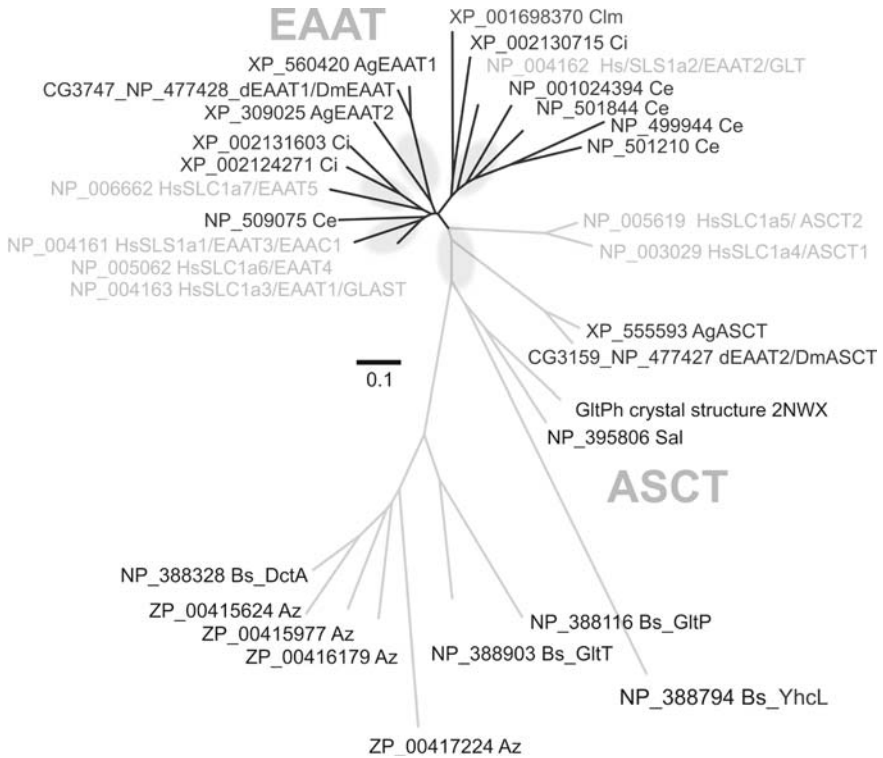 EAAT
XP_001698370 Clm
XP_002130715 Ci
XP_560420 AgEAAT1
NP_004162 Hs/SLS1a2/EAAT2/GLT
CG3747_NP_477428_dEAAT1/DmEAAT
NP_001024394 Ce
XP_309025 AgEAAT2
NP_501844 Ce
NP_499944 Ce
XP_002131603 Ci
NP_501210 Ce
XP_002124271 Ci
NP_006662 HsSLC1a7/EAAT5
NP_509075 Ce
NP_005619 HsSLC1a5/ ASCT2
NP_004161 HsSLS1a1/EAAT3/EAAC1
NP_003029 HsSLC1a4/ASCT1
NP_005062 HsSLC1a6/EAAT4
NP_004163 HsSLC1a3/EAAT1/GLAST
XP_555593 AgASCT
CG3159_NP_477427 dEAAT2/DmASCT
0.1
GltPh crystal structure 2NWX
NP_395806 Sal
ASCT
NP_388328 Bs_DctA
ZP_00415624 Az
NP_388116 Bs_GltP
ZP_00415977 Az
ZP_00416179 Az
NP_388903 Bs_GltT
NP_388794 Bs_YhcL
ZP_00417224 Az